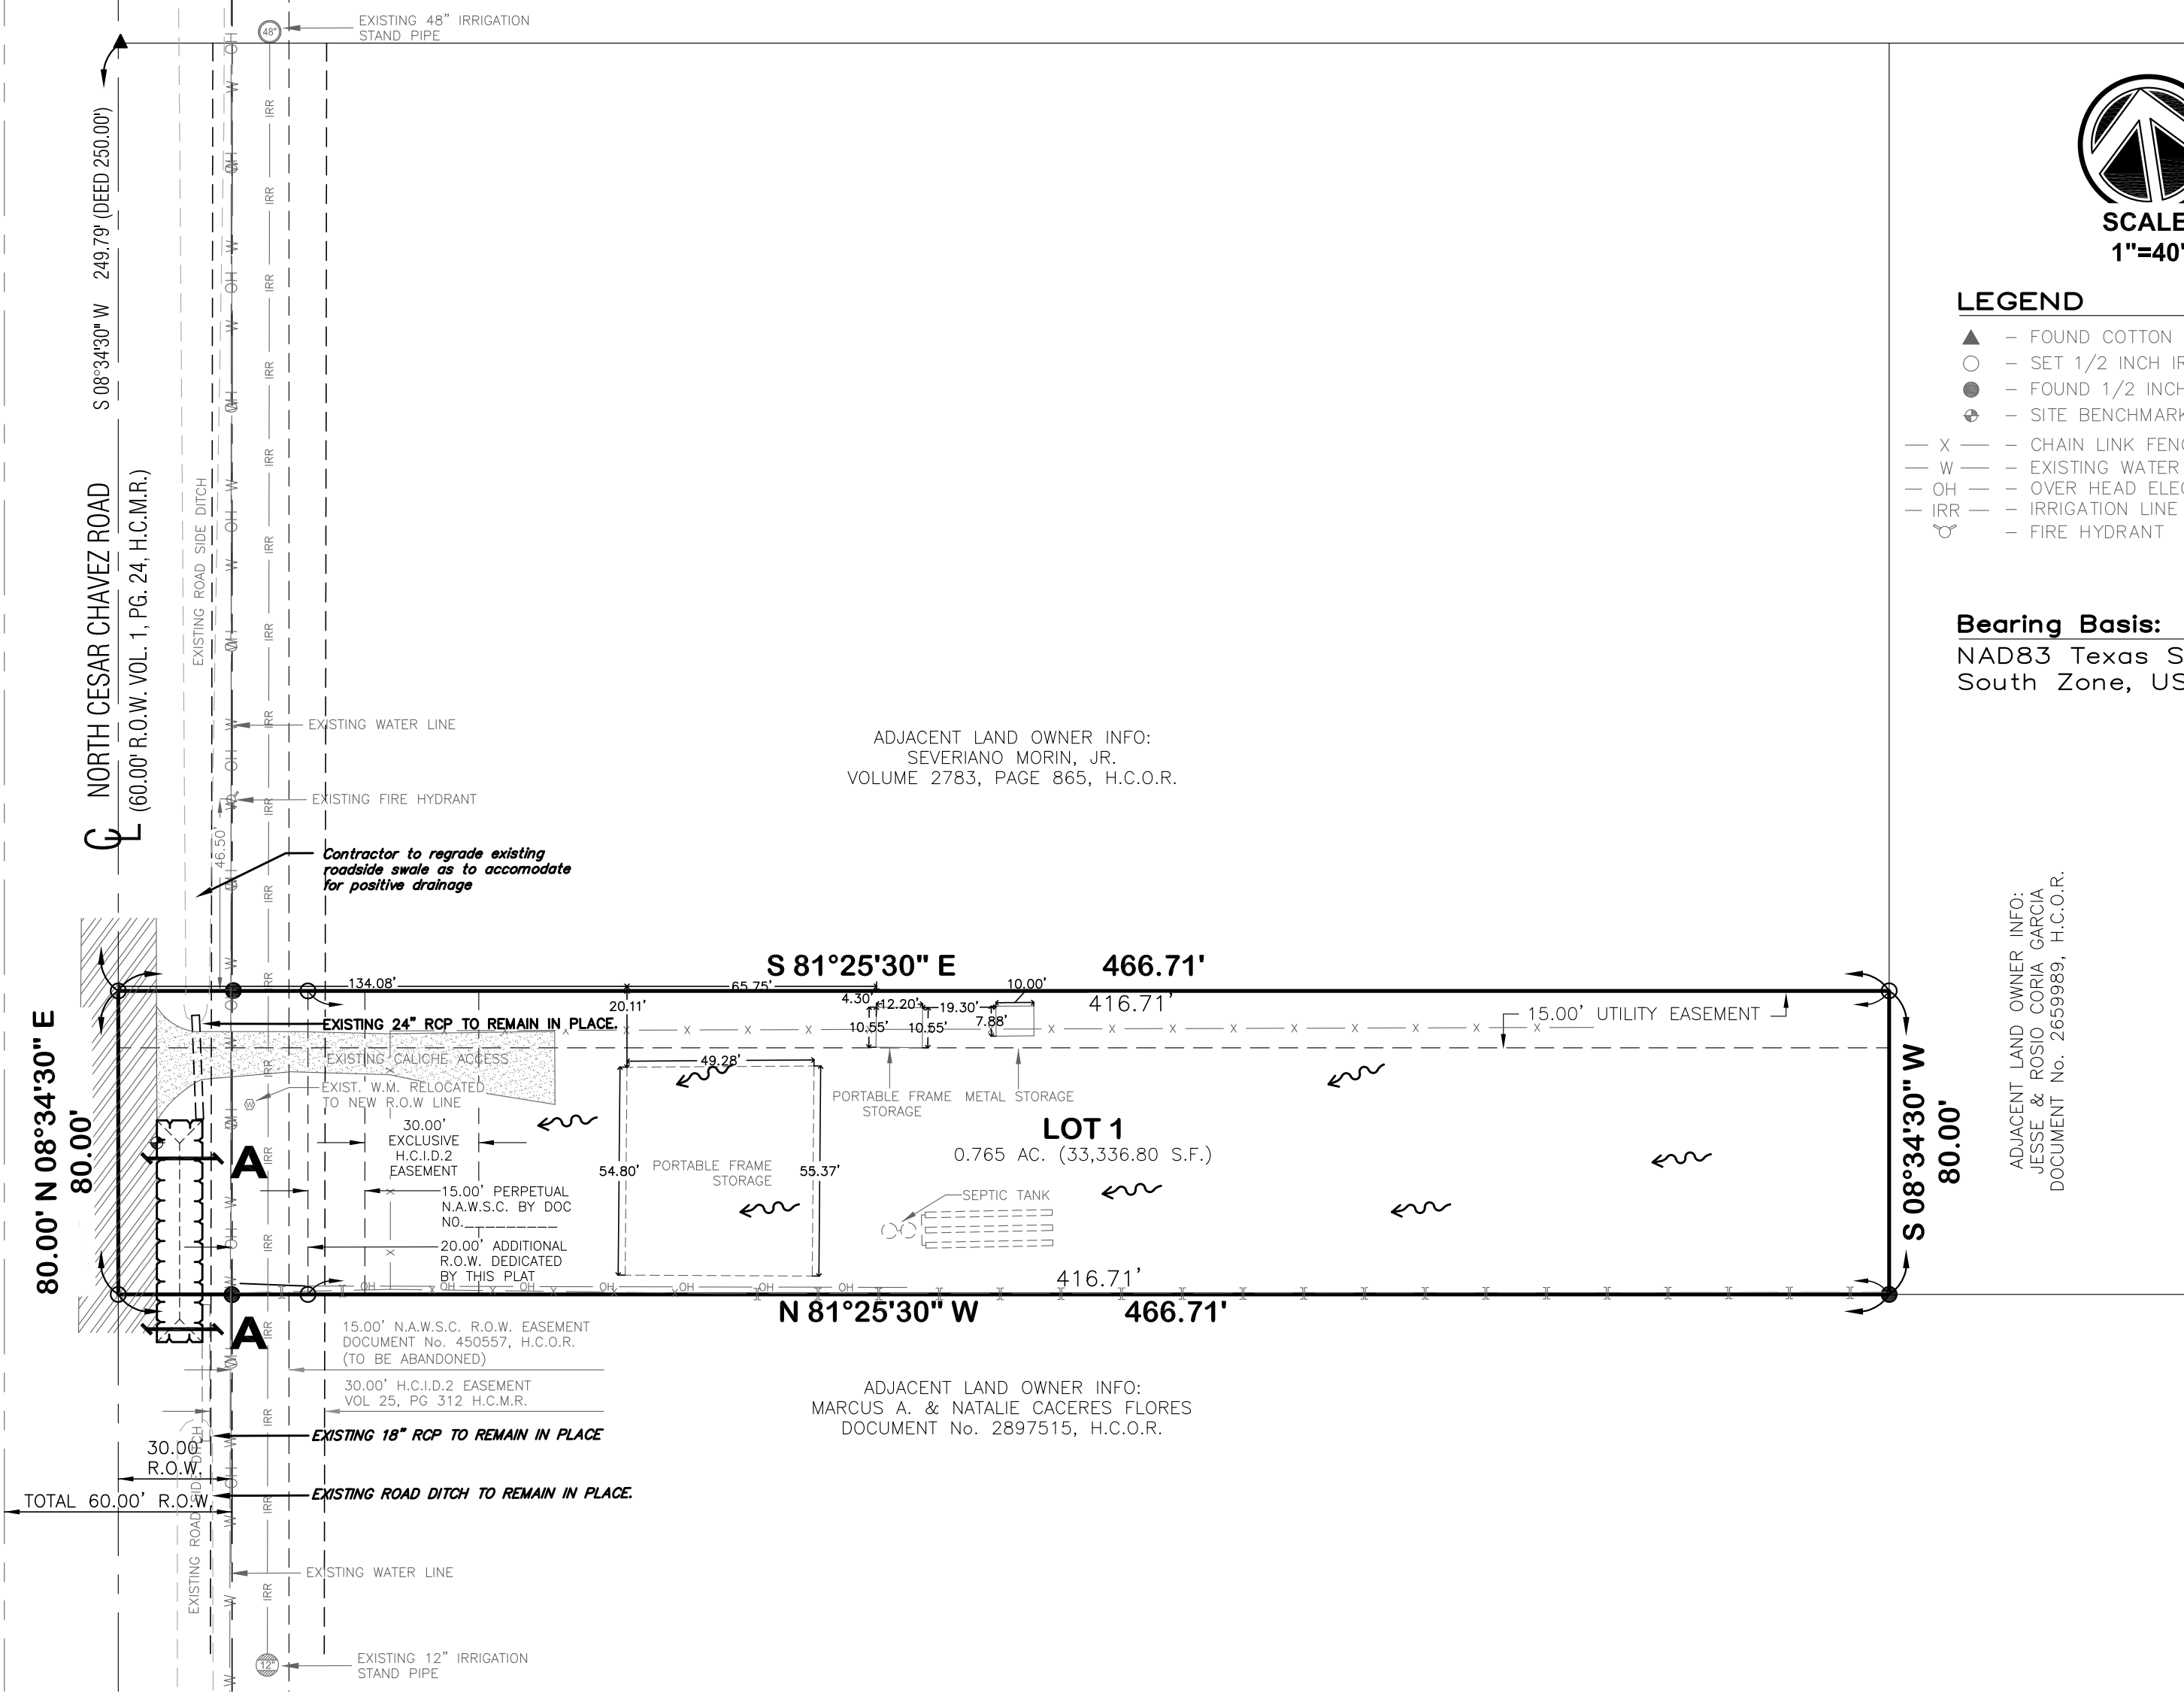 EXISTING 48" IRRIGATION
STAND PIPE
48"
S 08°34'30" W 249.79' (DEED 250.00')
NORTH CESAR CHAVEZ ROAD
(60.00' R.O.W. VOL. 1, PG. 24, H.C.M.R.)
CL
EXISTING ROAD SIDE DITCH
EXISTING WATER LINE
EXISTING FIRE HYDRANT
46.50'
Contractor to regrade existing
roadside swale as to accomodate
for positive drainage
SCALE
1"=40'
LEGEND
– FOUND COTTON
– SET 1/2 INCH
– FOUND 1/2 INCH
– SITE BENCHMARK
X – CHAIN LINK
W – EXISTING WATER
OH – OVER HEAD
IRR – IRRIGATION LINE
– FIRE HYDRANT
Bearing Basis:
NAD83 Texas
South Zone,
ADJACENT LAND OWNER INFO:
SEVERIANO MORIN, JR.
VOLUME 2783, PAGE 865, H.C.O.R.
ADJACENT LAND OWNER INFO:
JESSE & ROSIO CORIA GARCIA
DOCUMENT No. 2659989, H.C.O.R.
S 81°25'30" E 466.71'
134.08'
65.75'
10.00'
416.71'
20.11'
4.30'
12.20'
19.30'
10.55'
10.55'
7.88'
15.00' UTILITY EASEMENT
EXISTING 24" RCP TO REMAIN IN PLACE.
EXISTING CALICHE ACCESS
49.28'
EXIST. W.M. RELOCATED
TO NEW R.O.W LINE
PORTABLE FRAME
STORAGE
METAL STORAGE
80.00' N 08°34'30" E
80.00'
S 08°34'30" W
80.00'
30.00'
EXCLUSIVE
H.C.I.D.2
EASEMENT
LOT 1
0.765 AC. (33,336.80 S.F.)
A
54.80'
PORTABLE FRAME
STORAGE
55.37'
15.00' PERPETUAL
N.A.W.S.C. BY DOC
NO.__________
SEPTIC TANK
20.00' ADDITIONAL
R.O.W. DEDICATED
BY THIS PLAT
416.71'
N 81°25'30" W 466.71'
A
15.00' N.A.W.S.C. R.O.W. EASEMENT
DOCUMENT No. 450557, H.C.O.R.
(TO BE ABANDONED)
30.00' H.C.I.D.2 EASEMENT
VOL 25, PG 312 H.C.M.R.
ADJACENT LAND OWNER INFO:
MARCUS A. & NATALIE CACERES FLORES
DOCUMENT No. 2897515, H.C.O.R.
EXISTING 18" RCP TO REMAIN IN PLACE
30.00'
R.O.W.
EXISTING ROAD DITCH TO REMAIN IN PLACE.
TOTAL 60.00' R.O.W.
EXISTING ROAD SIDE DITCH
EXISTING WATER LINE
EXISTING 12" IRRIGATION
STAND PIPE
12"